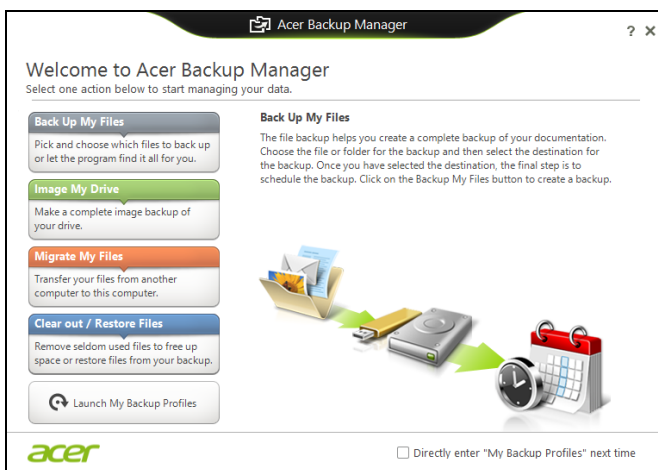 Acer Backup Manager
? X
Welcome to Acer Backup Manager
Select one action below to start managing your data.
Back Up My Files
Pick and choose which files to back up
or let the program find it all for you.
Image My Drive
Make a complete image backup of
your drive.
Migrate My Files
Transfer your files from another
computer to this computer.
Clear out / Restore Files
Remove seldom used files to free up
space or restore files from your backup.
Launch My Backup Profiles
Back Up My Files
The file backup helps you create a complete backup of your documentation.
Choose the file or folder for the backup and then select the destination for
the backup. Once you have selected the destination, the final step is to
schedule the backup. Click on the Backup My Files button to create a backup.
acer
Directly enter "My Backup Profiles" next time